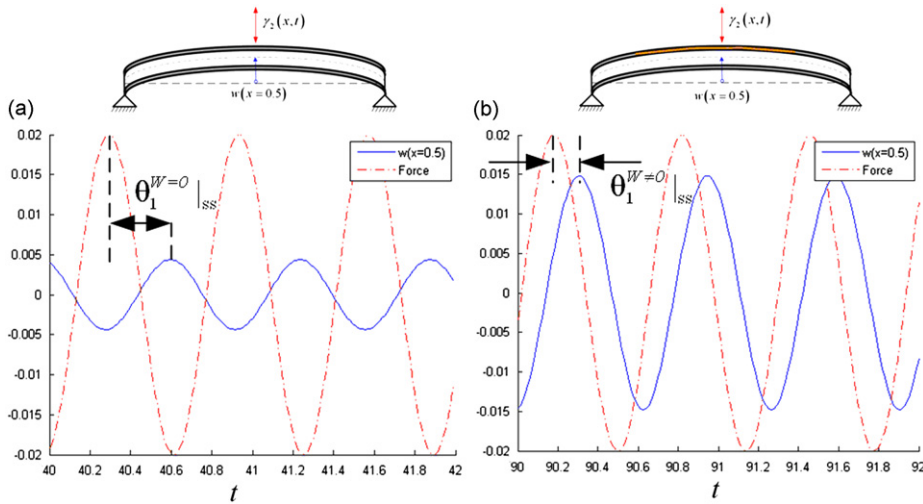 γ₂(x,t)
w(x=0.5)
(a)
0.02
0.015
0.01
0.005
0
-0.005
-0.01
-0.015
-0.02
40 40.2 40.4 40.6 40.8 41 41.2 41.4 41.6 41.8 42
t
w(x=0.5)
Force
θ₁^{W=0}|ss
γ₂(x,t)
w(x=0.5)
(b)
0.02
0.015
0.01
0.005
0
-0.005
-0.01
-0.015
-0.02
90 90.2 90.4 90.6 90.8 91 91.2 91.4 91.6 91.8 92
t
w(x=0.5)
Force
θ₁^{W≠0}|ss